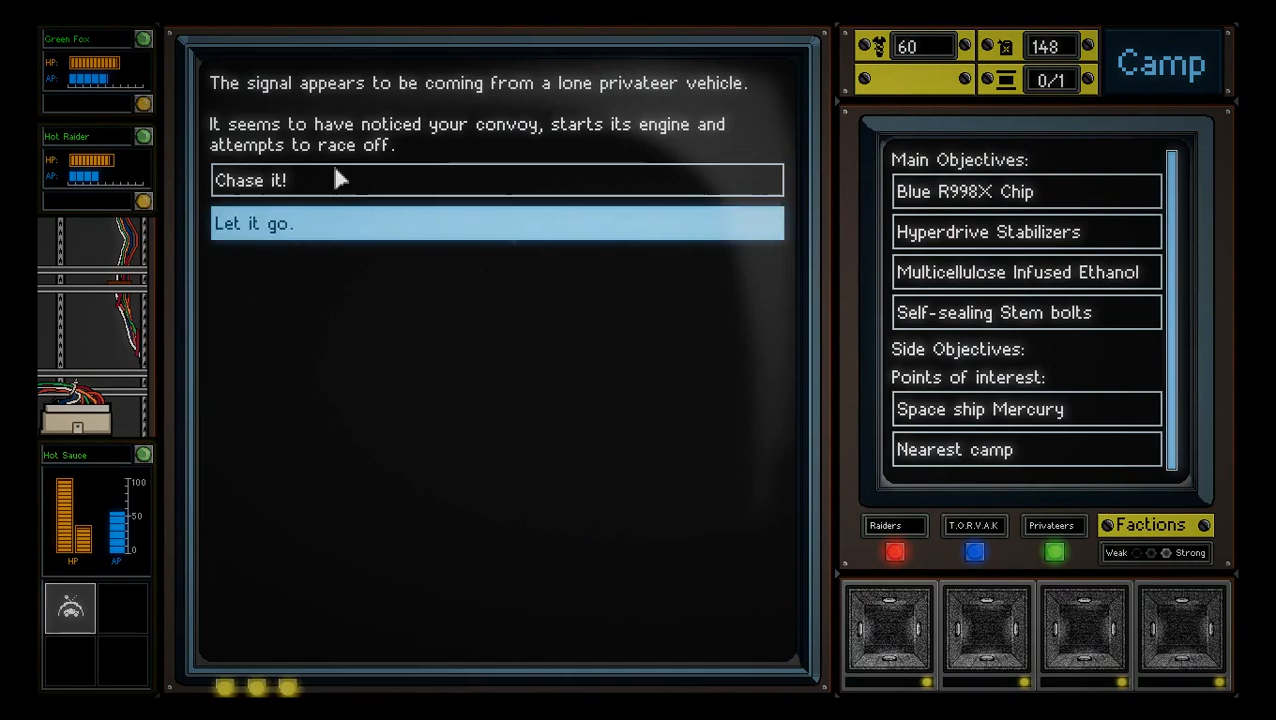 Green Fox
HP:
AP:
Hot Raider
HP:
AP:
Hot Sauce
100
50
0
HP
AP
The signal appears to be coming from a lone privateer vehicle.
It seems to have noticed your convoy, starts its engine and
attempts to race off.
Chase it!
Let it go.
60
148
0/1
Camp
Main Objectives:
Blue R998X Chip
Hyperdrive Stabilizers
Multicellulose Infused Ethanol
Self-sealing Stem bolts
Side Objectives:
Points of interest:
Space ship Mercury
Nearest camp
Raiders
T.O.R.V.A.K
Privateers
Factions
Weak
Strong